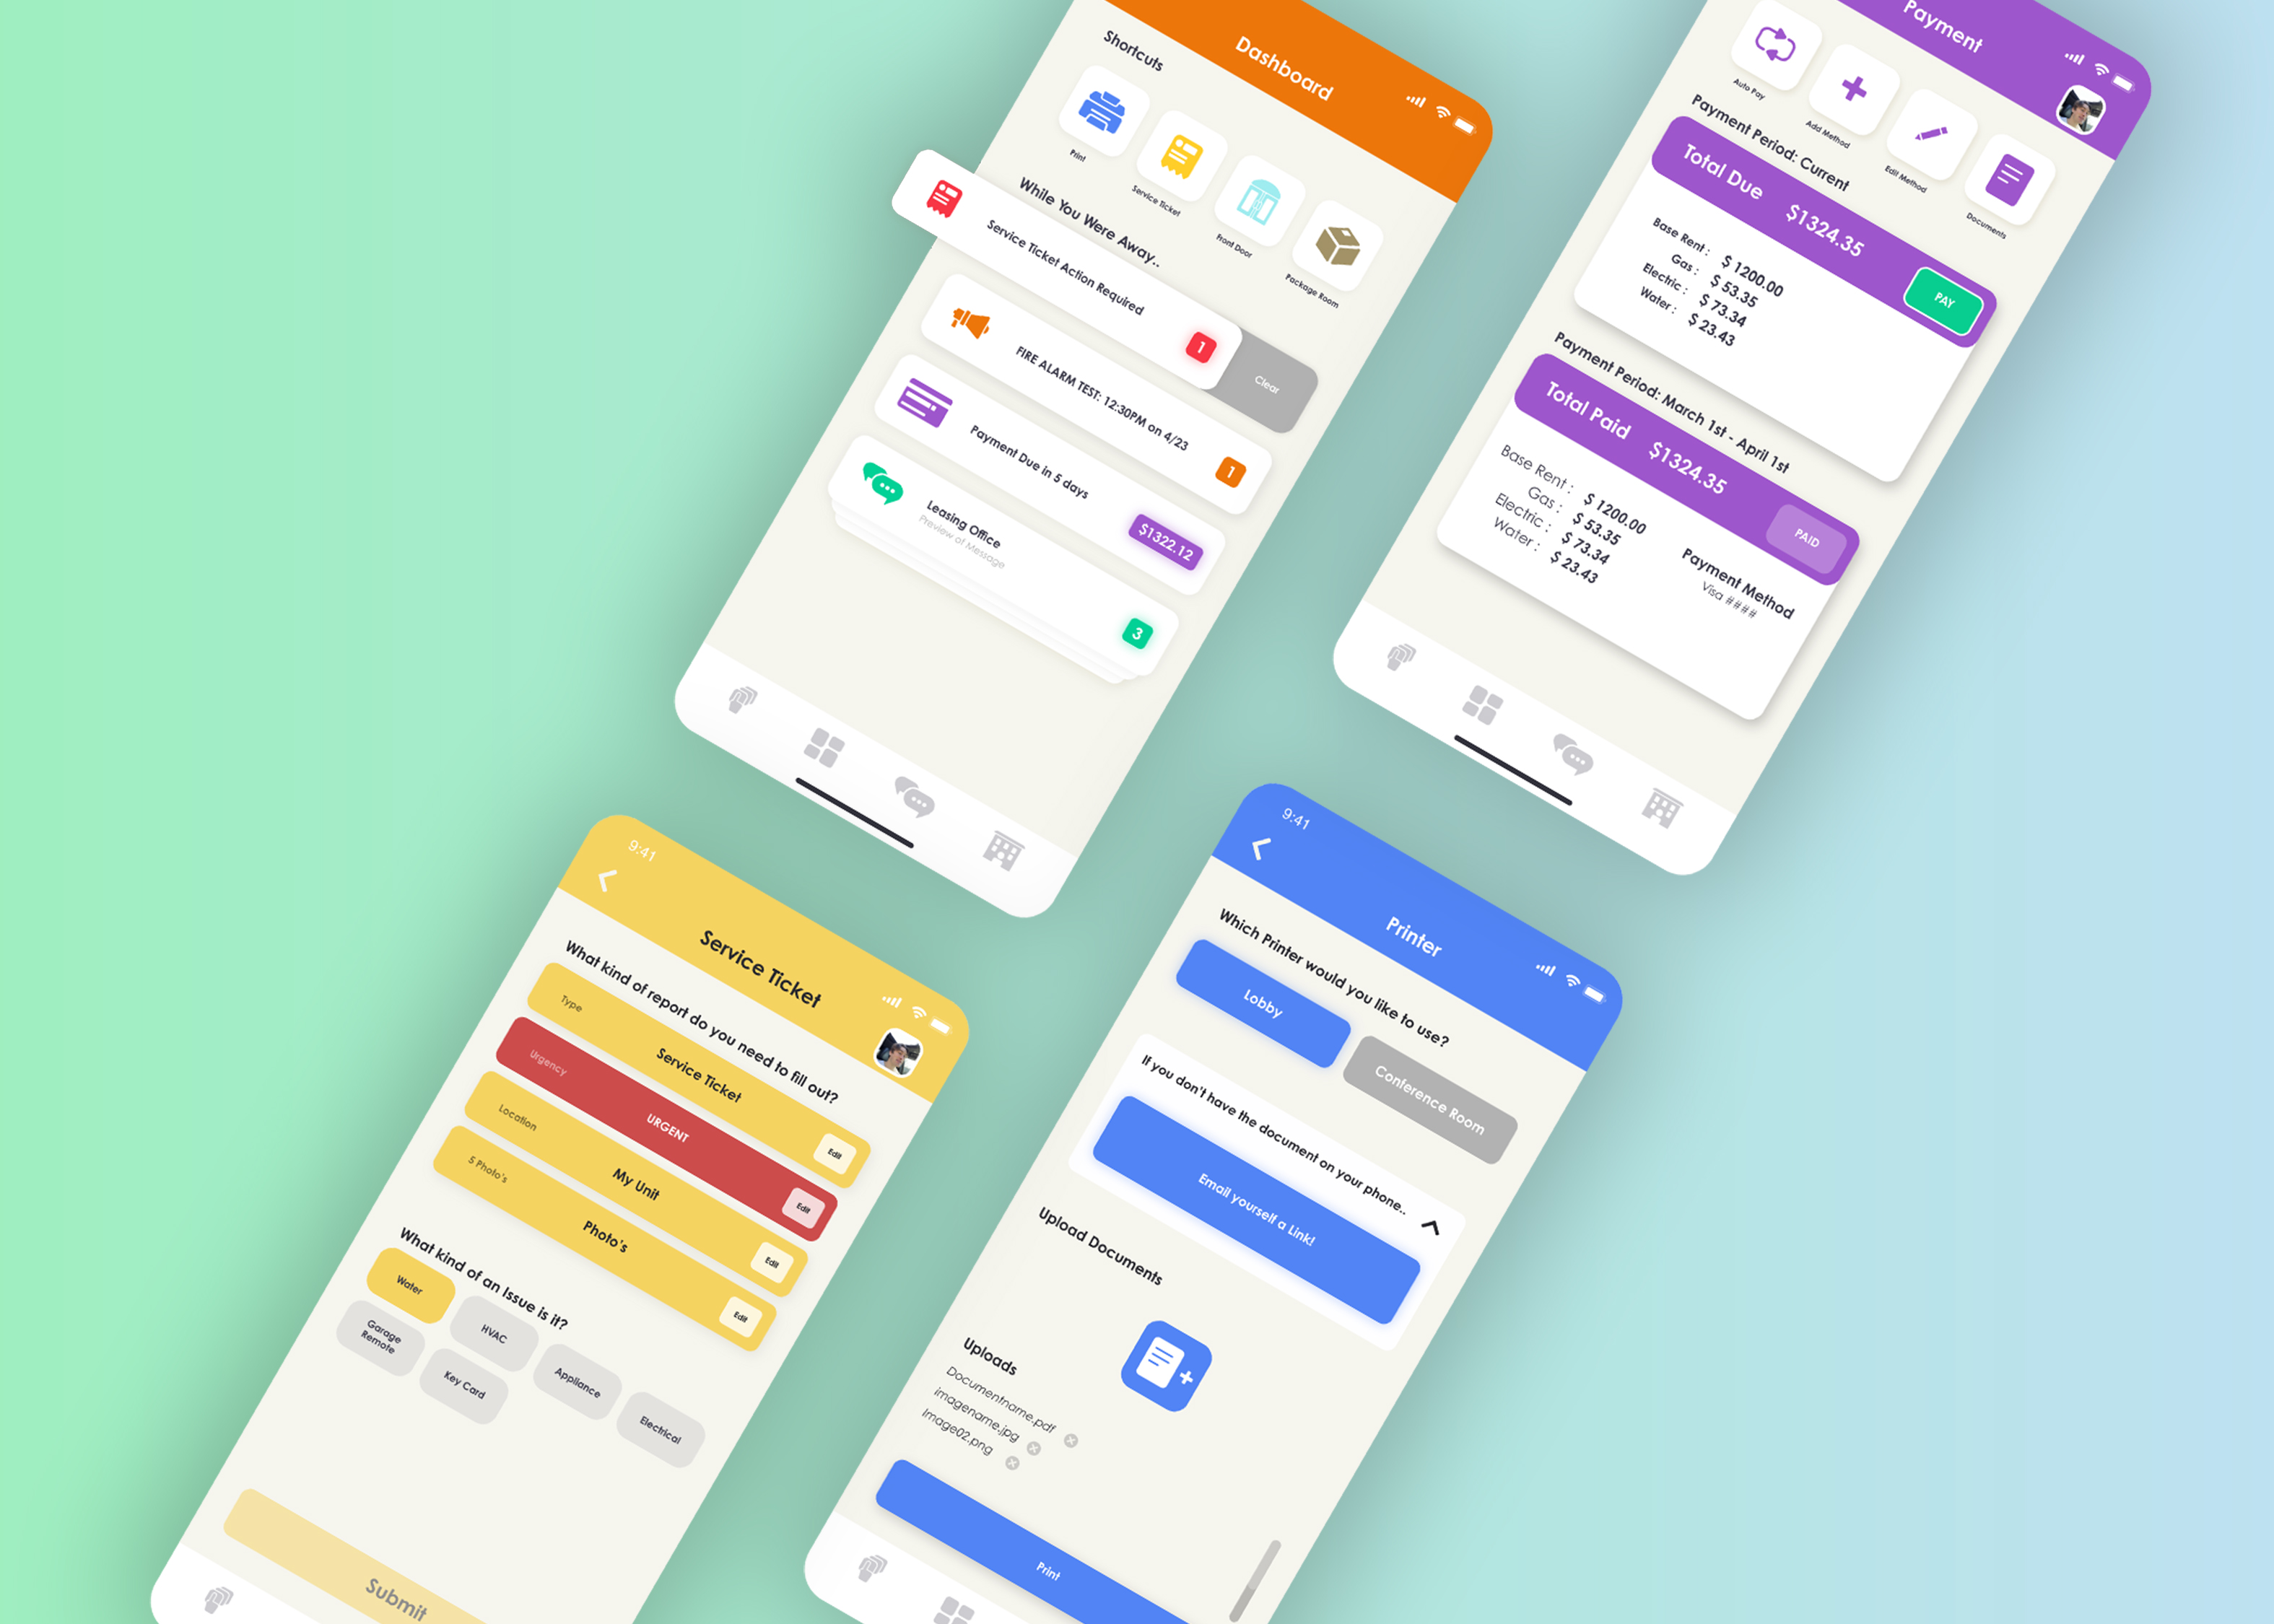 Dashboard
Shortcuts
Print
Service Ticket
Front Door
Package Room
While You Were Away..
Service Ticket Action Required
1
Clear
FIRE ALARM TEST: 12:30PM on 4/23
1
Payment Due in 5 days
$1322.12
Leasing Office
Preview of Message
3
Payment
Auto Pay
Add Method
Edit Method
Documents
Payment Period: Current
Total Due $1324.35
PAY
Base Rent : $ 1200.00
Gas : $ 53.35
Electric : $ 73.34
Water : $ 23.43
Payment Period: March 1st - April 1st
Total Paid $1324.35
PAID
Base Rent : $ 1200.00
Gas : $ 53.35
Electric : $ 73.34
Water : $ 23.43
Payment Method
Visa ####
9:41
Service Ticket
What kind of report do you need to fill out?
Type Service Ticket Edit
Urgency URGENT Edit
Location My Unit Edit
5 Photo's Photo's Edit
What kind of an Issue is it?
Water
HVAC
Appliance
Electrical
Garage
Remote
Key Card
Submit
9:41
Printer
Which Printer would you like to use?
Lobby
Conference Room
If you don't have the document on your phone..
Email yourself a Link!
Upload Documents
Uploads
Documentname.pdf
imagename.jpg
image02.png
Print